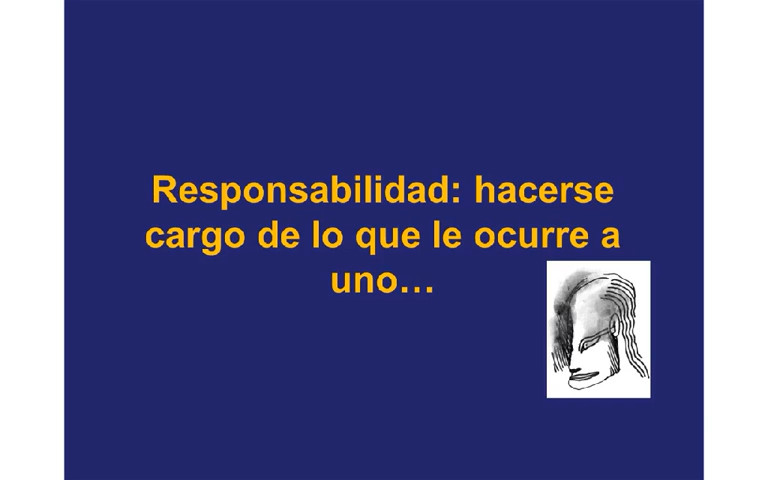 Responsabilidad: hacerse
cargo de lo que le ocurre a
uno…